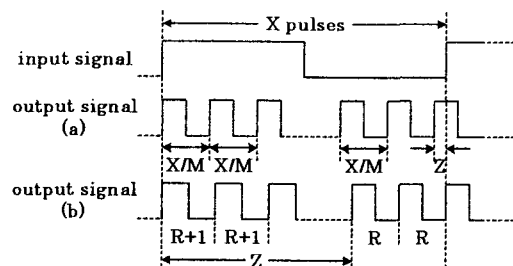 X pulses
input signal
output signal
(a)
X/M X/M X/M Z
output signal
(b)
R+1 R+1 R R
Z